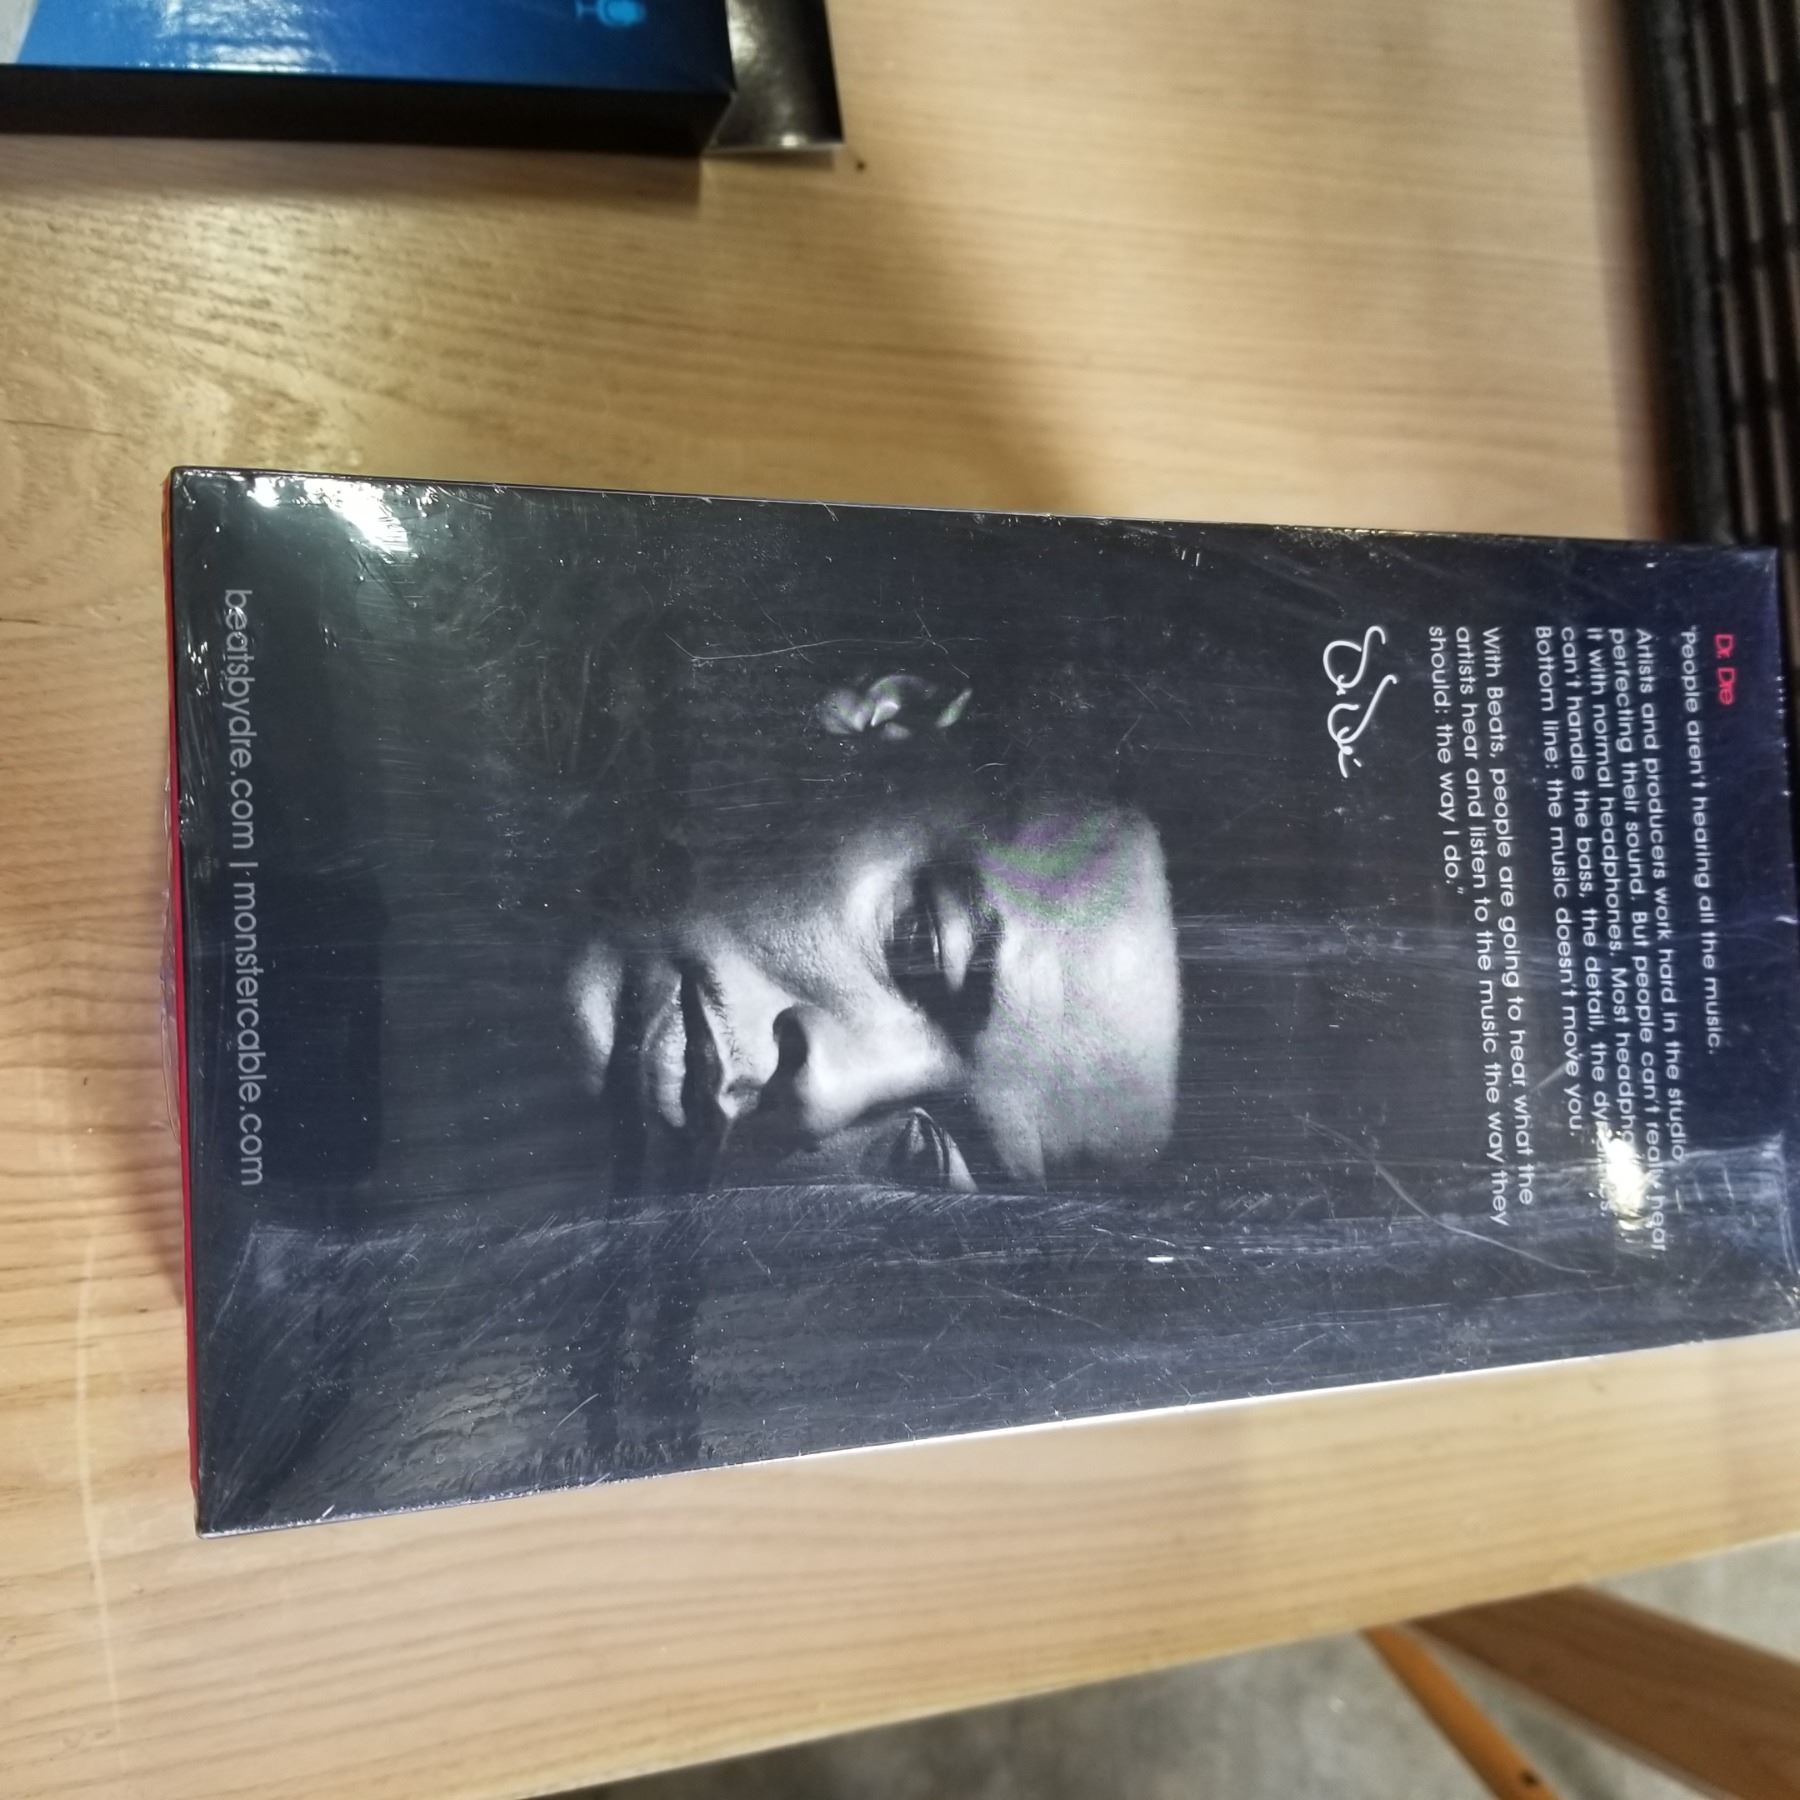 Dr. Dre
"People aren't hearing all the music.
Artists and producers work hard in the studio
perfecting their sound. But people can't really hear
it with normal headphones. Most headphones
can't handle the bass, the detail, the dynamics.
Bottom line: the music doesn't move you.
With Beats, people are going to hear what the
artists hear and listen to the music the way they
should: the way I do."
beatsbydre.com | monstercable.com